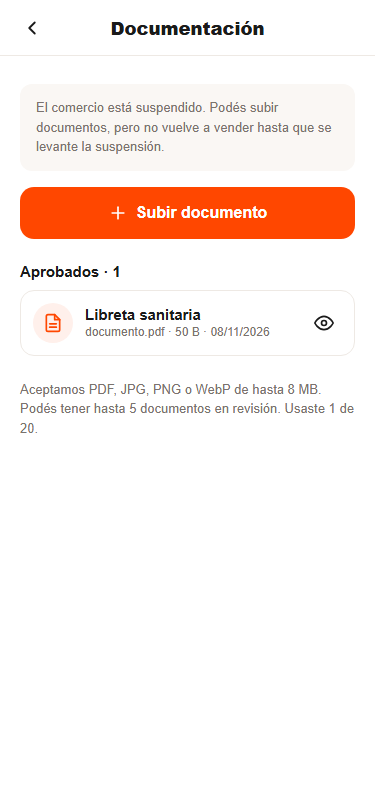 Documentación
El comercio está suspendido. Podés subir
documentos, pero no vuelve a vender hasta que se
levante la suspensión.
Subir documento
Aprobados · 1
Libreta sanitaria
documento.pdf · 50 B · 08/11/2026
Aceptamos PDF, JPG, PNG o WebP de hasta 8 MB.
Podés tener hasta 5 documentos en revisión. Usaste 1 de
20.